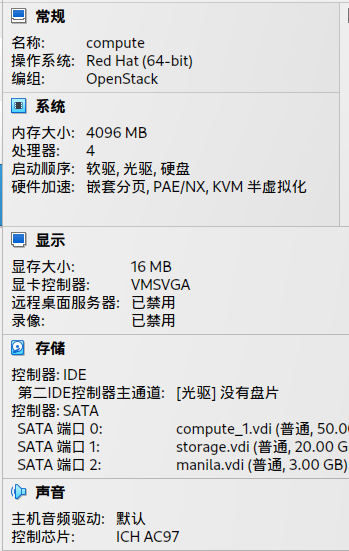 常规
名称: compute
操作系统: Red Hat (64-bit)
编组: OpenStack
系统
内存大小: 4096 MB
处理器: 4
启动顺序: 软驱, 光驱, 硬盘
硬件加速: 嵌套分页, PAE/NX, KVM 半虚拟化
显示
显存大小: 16 MB
显卡控制器: VMSVGA
远程桌面服务器: 已禁用
录像: 已禁用
存储
控制器: IDE
第二IDE控制器主通道: [光驱] 没有盘片
控制器: SATA
SATA 端口 0: compute_1.vdi (普通, 50.00
SATA 端口 1: storage.vdi (普通, 20.00 G
SATA 端口 2: manila.vdi (普通, 3.00 GB)
声音
主机音频驱动: 默认
控制芯片: ICH AC97